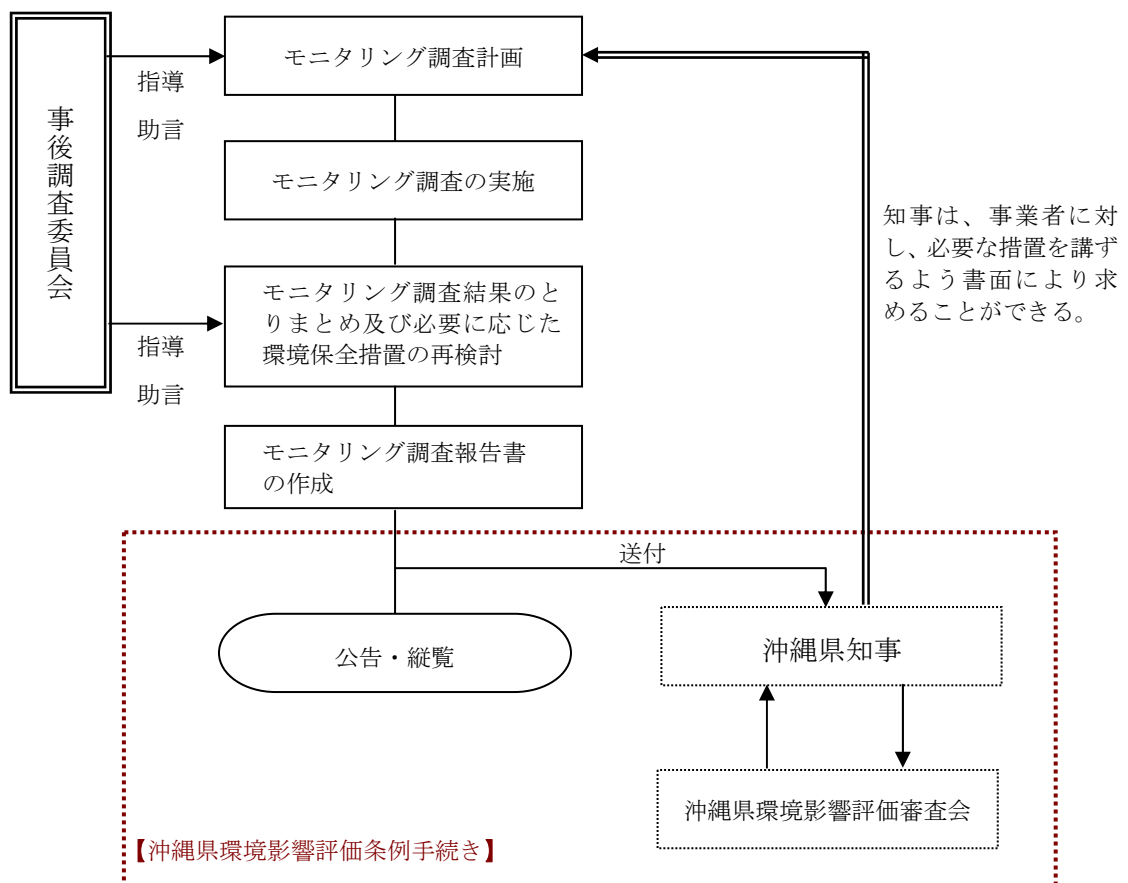 モニタリング調査計画
指導
助言
事後調査委員会
モニタリング調査の実施
知事は、事業者に対
し、必要な措置を講ず
るよう書面により求
めることができる。
モニタリング調査結果のと
りまとめ及び必要に応じた
環境保全措置の再検討
指導
助言
モニタリング調査報告書
の作成
送付
公告・縦覧
沖縄県知事
沖縄県環境影響評価審査会
【沖縄県環境影響評価条例手続き】